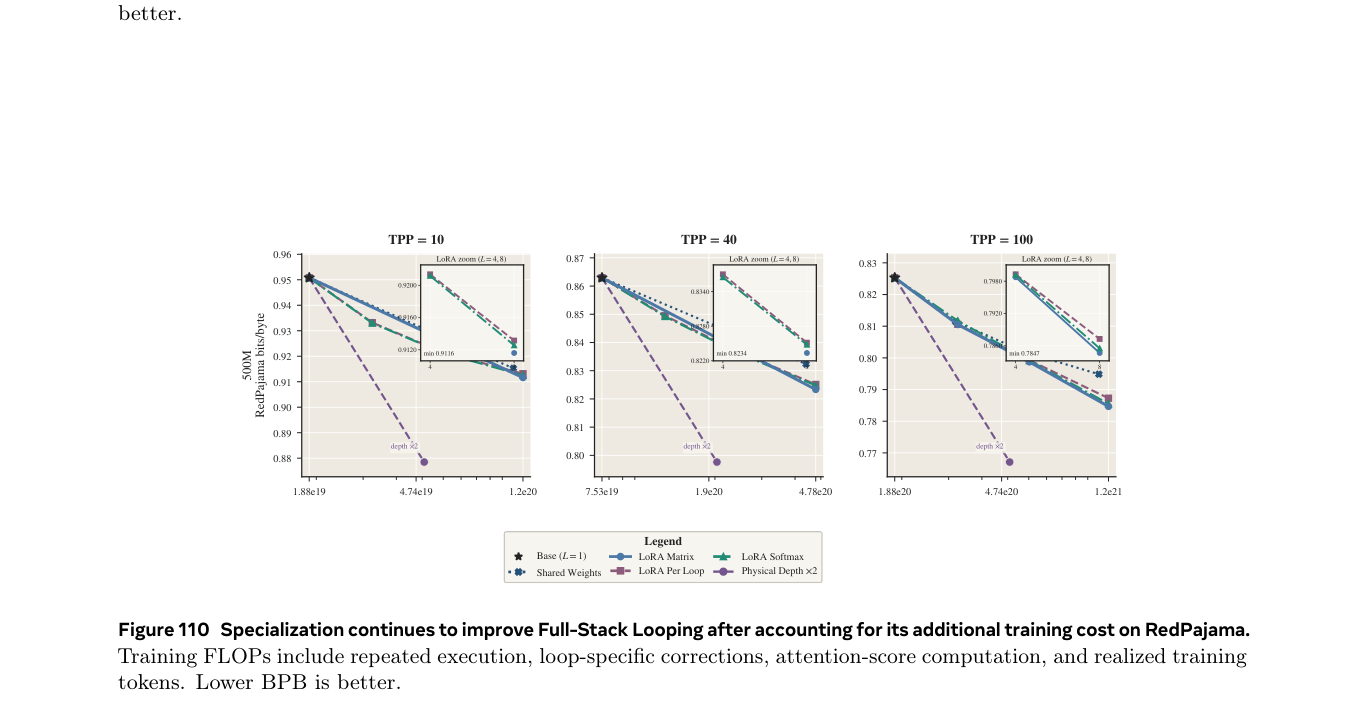 better.
TPP = 10
TPP = 40
TPP = 100
500M
RedPajama bits/byte
0.96
0.95
0.94
0.93
0.92
0.91
0.90
0.89
0.88
LoRA zoom (L = 4, 8)
0.9200
0.9160
0.9120
min 0.9116
4
depth ×2
1.88e19
4.74e19
1.2e20
0.87
0.86
0.85
0.84
0.83
0.82
0.81
0.80
LoRA zoom (L = 4, 8)
0.8340
0.8280
0.8220
min 0.8234
4
depth ×2
7.53e19
1.9e20
4.78e20
0.83
0.82
0.81
0.80
0.79
0.78
0.77
LoRA zoom (L = 4, 8)
0.7980
0.7920
min 0.7847
4
8
depth ×2
1.88e20
4.74e20
1.2e21
Legend
Base (L = 1)
LoRA Matrix
LoRA Softmax
Shared Weights
LoRA Per Loop
Physical Depth ×2
Figure 110 Specialization continues to improve Full-Stack Looping after accounting for its additional training cost on RedPajama.
Training FLOPs include repeated execution, loop-specific corrections, attention-score computation, and realized training
tokens. Lower BPB is better.